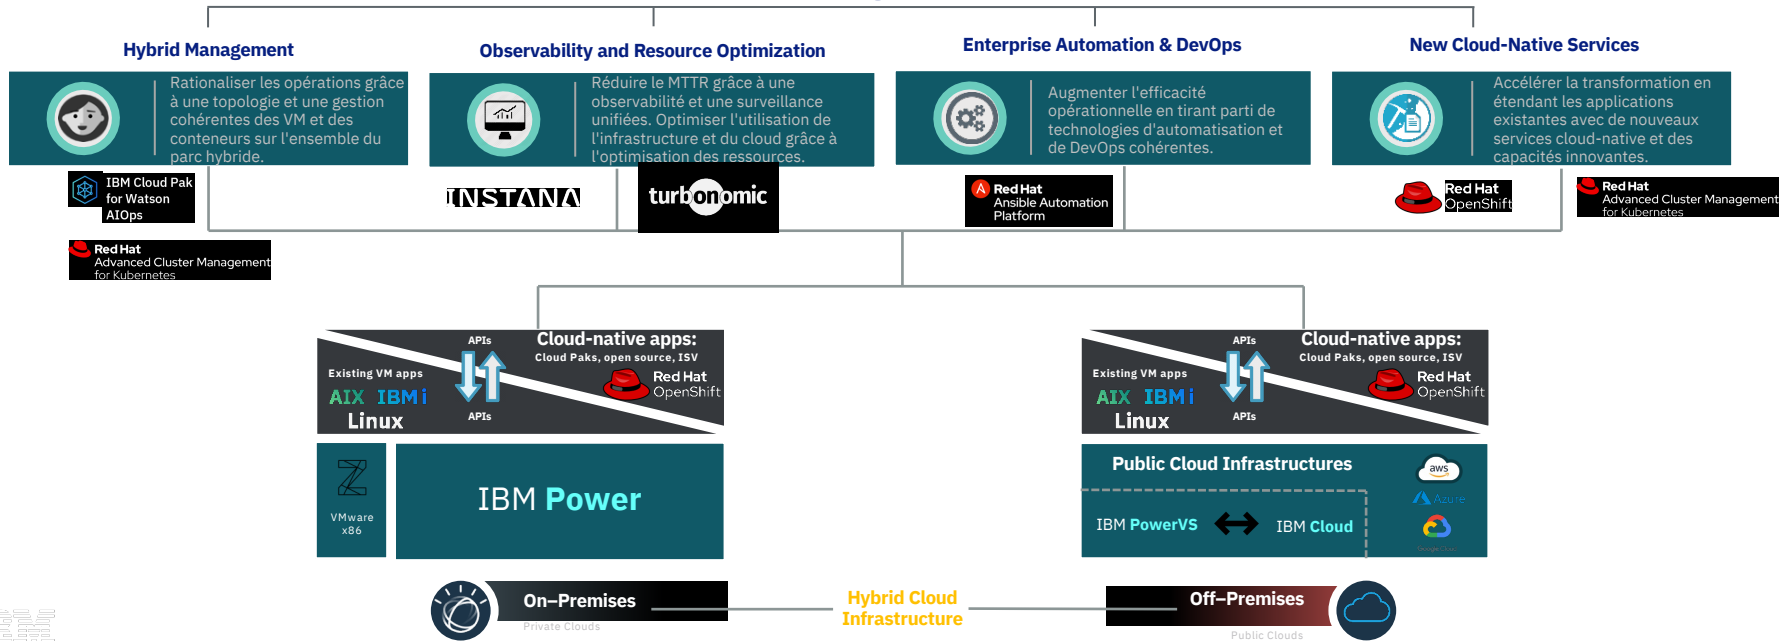 Hybrid Management
Rationaliser les opérations grâce
à une topologie et une gestion
cohérentes des VM et des
conteneurs sur l'ensemble du
parc hybride.
IBM Cloud Pak
for Watson
AIOps
Red Hat
Advanced Cluster Management
for Kubernetes
Observability and Resource Optimization
Réduire le MTTR grâce à une
observabilité et une surveillance
unifiées. Optimiser l'utilisation de
l'infrastructure et du cloud grâce à
l'optimisation des ressources.
INSTANA
turbonomic
Enterprise Automation & DevOps
Augmenter l'efficacité
opérationnelle en tirant parti de
technologies d'automatisation et
de DevOps cohérentes.
Red Hat
Ansible Automation
Platform
New Cloud-Native Services
Accélérer la transformation en
étendant les applications
existantes avec de nouveaux
services cloud-native et des
capacités innovantes.
Red Hat
OpenShift
Red Hat
Advanced Cluster Management
for Kubernetes
APIs
Cloud-native apps:
Cloud Paks, open source, ISV
Existing VM apps
AIX IBM i
Linux
APIs
Red Hat
OpenShift
VMware
x86
IBM Power
APIs
Cloud-native apps:
Cloud Paks, open source, ISV
Existing VM apps
AIX IBM i
Linux
APIs
Red Hat
OpenShift
Public Cloud Infrastructures
aws
Azure
Google Cloud
IBM PowerVS
IBM Cloud
On–Premises
Private Clouds
Hybrid Cloud
Infrastructure
Off–Premises
Public Clouds